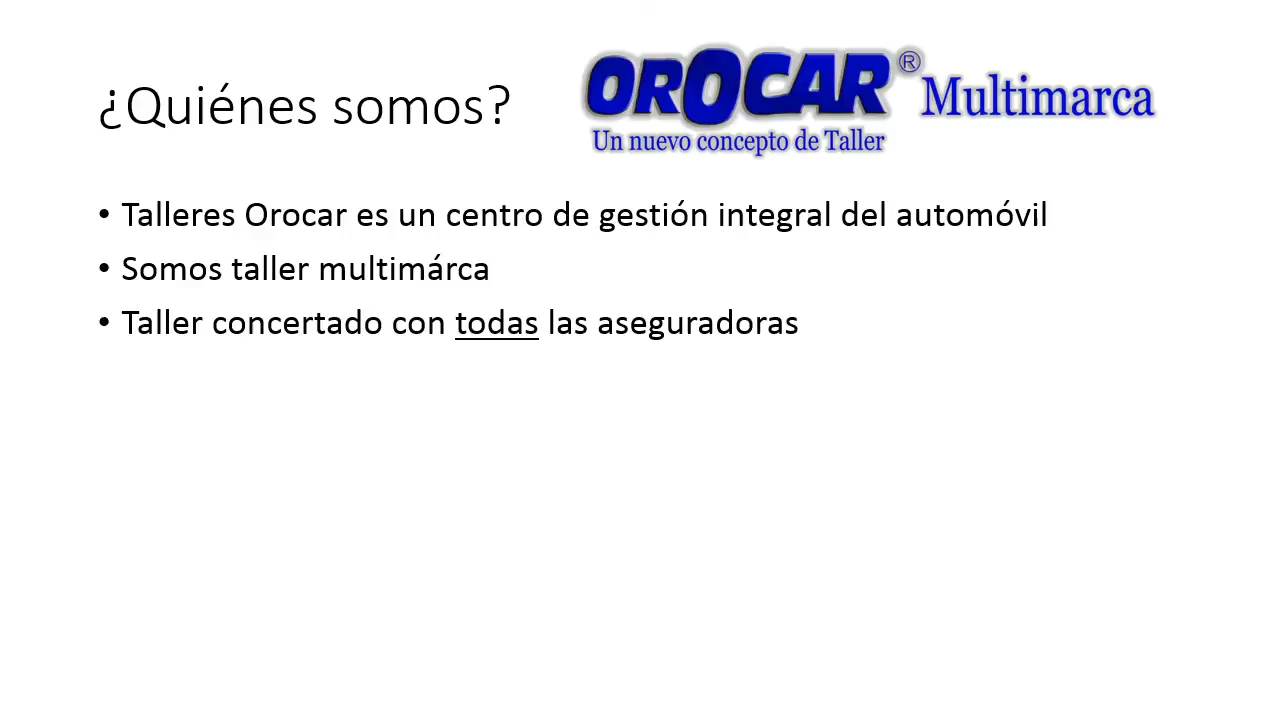 ¿Quiénes somos?
OROCAR® Multimarca
Un nuevo concepto de Taller
• Talleres Orocar es un centro de gestión integral del automóvil
• Somos taller multimárca
• Taller concertado con todas las aseguradoras